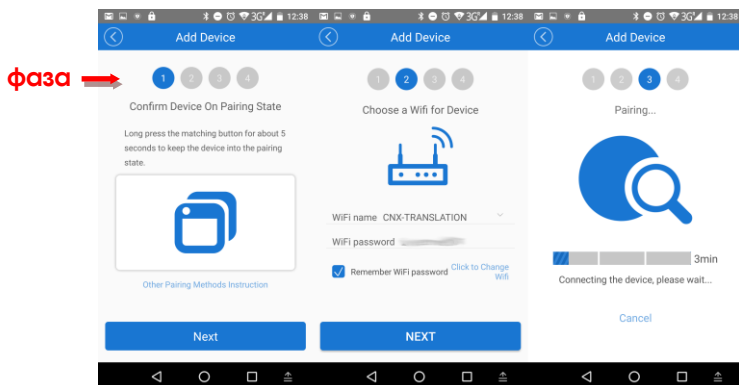 12:38
Add Device
1 2 3 4
Confirm Device On Pairing State
Long press the matching button for about 5
seconds to keep the device into the pairing
state.
Other Pairing Methods Instruction
Next
3G 12:38
Add Device
1 2 3 4
Choose a Wifi for Device
WiFi name CNX-TRANSLATION
WiFi password
Remember WiFi password
Click to Change
Wifi
NEXT
3G 12:38
Add Device
1 2 3 4
Pairing...
3min
Connecting the device, please wait...
Cancel
фаза